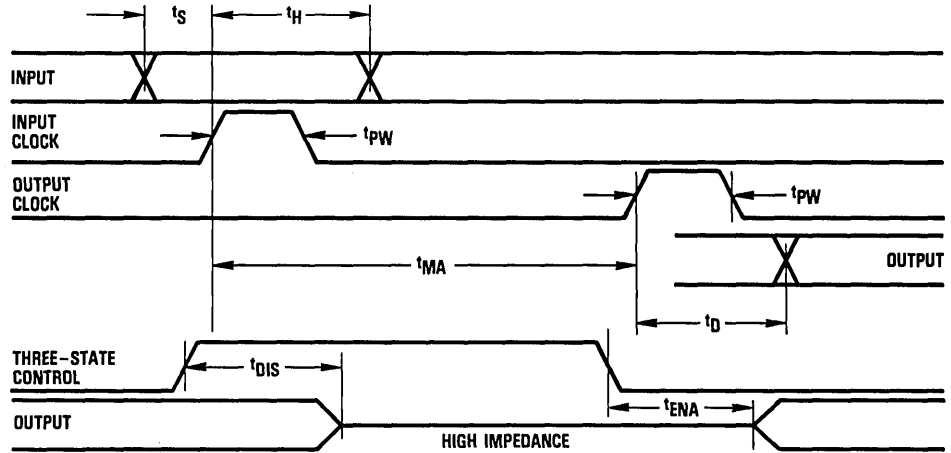 tS
tH
INPUT
INPUT
CLOCK
tPW
OUTPUT
CLOCK
tPW
tMA
OUTPUT
tD
THREE-STATE
CONTROL
tDIS
tENA
OUTPUT
HIGH IMPEDANCE